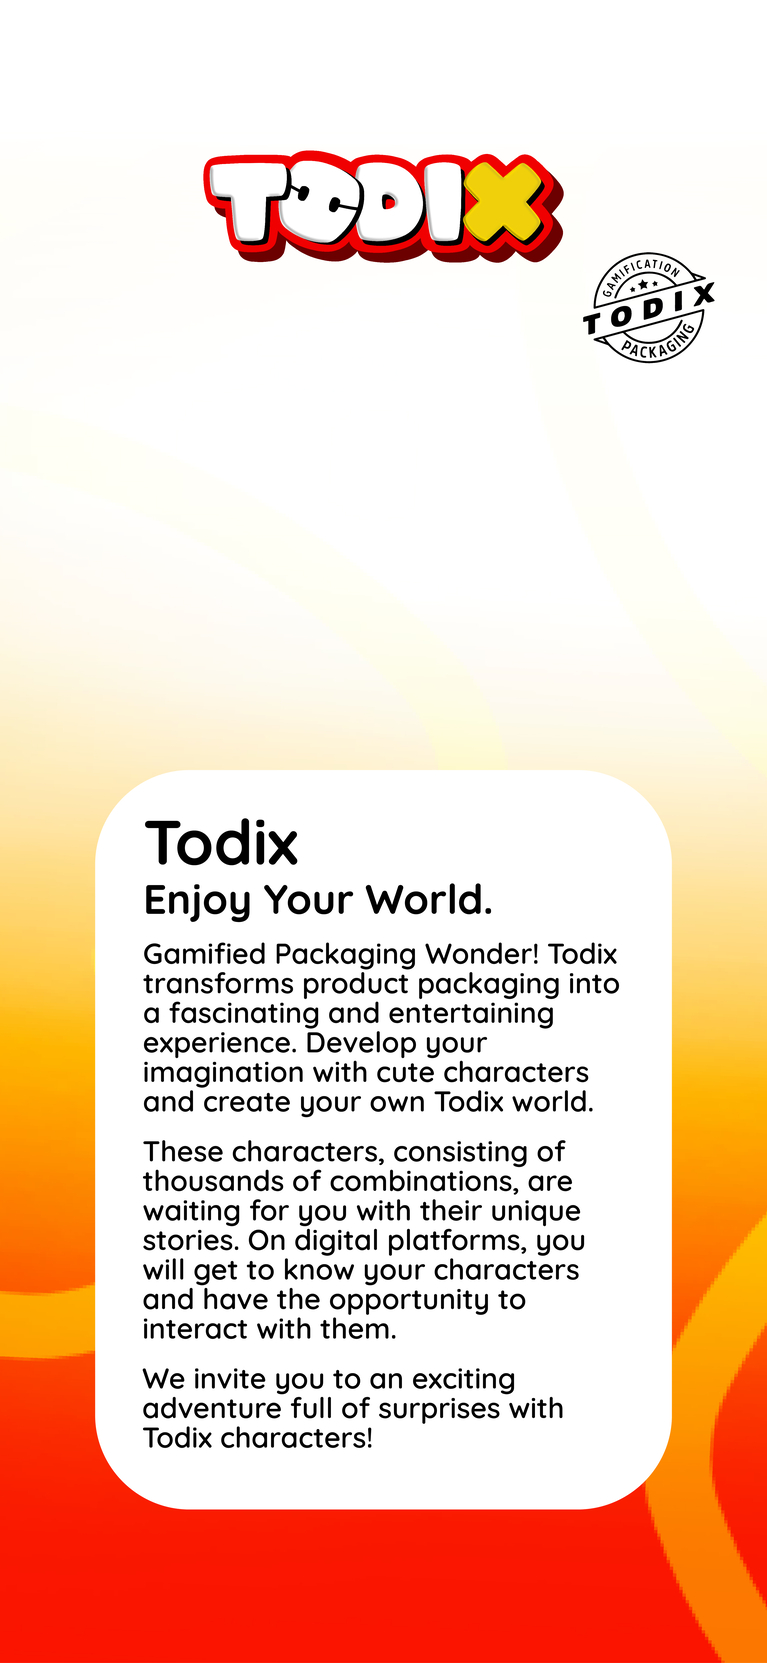 TODIX
GAMIFICATION
TODIX
PACKAGING
Todix
Enjoy Your World.
Gamified Packaging Wonder! Todix
transforms product packaging into
a fascinating and entertaining
experience. Develop your
imagination with cute characters
and create your own Todix world.
These characters, consisting of
thousands of combinations, are
waiting for you with their unique
stories. On digital platforms, you
will get to know your characters
and have the opportunity to
interact with them.
We invite you to an exciting
adventure full of surprises with
Todix characters!